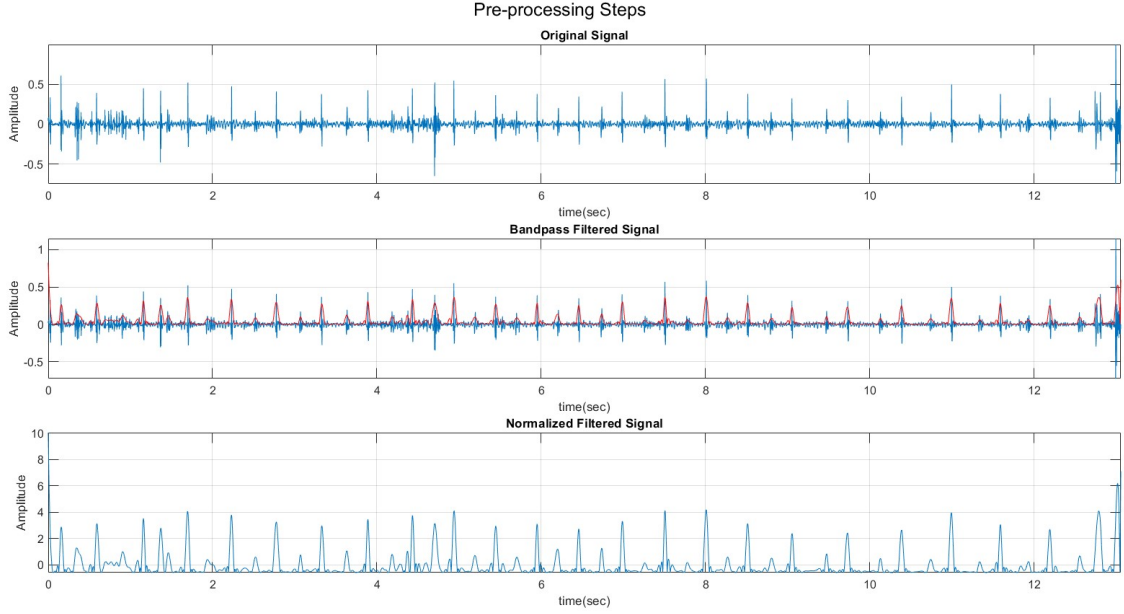 Pre-processing Steps
Original Signal
Amplitude
0.5
0
-0.5
0 2 4 6 8 10 12
time(sec)
Bandpass Filtered Signal
Amplitude
1
0.5
0
-0.5
0 2 4 6 8 10 12
time(sec)
Normalized Filtered Signal
Amplitude
10
8
6
4
2
0
0 2 4 6 8 10 12
time(sec)